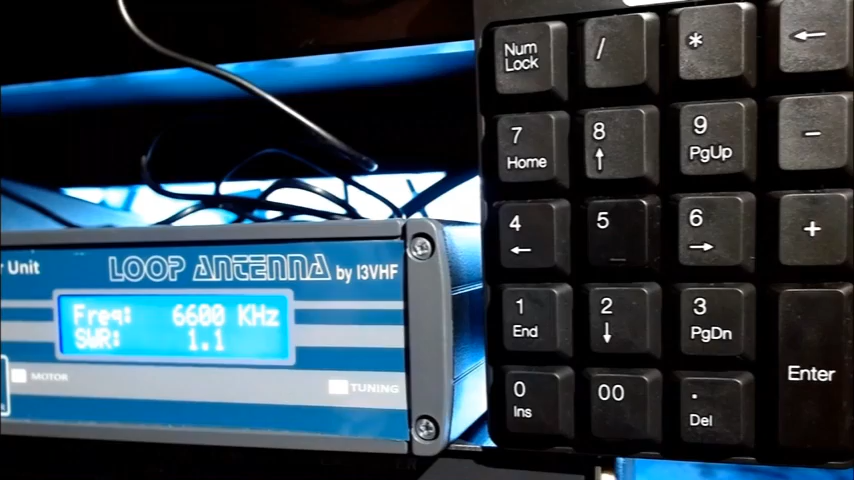 r Unit
LOOP ANTENNA by I3VHF
Freq: 6600 KHz
SWR: 1.1
MOTOR
TUNING
Num Lock / * ←
7 Home 8 ↑ 9 PgUp -
4 ← 5 6 → +
1 End 2 ↓ 3 PgDn Enter
0 Ins 00 . Del